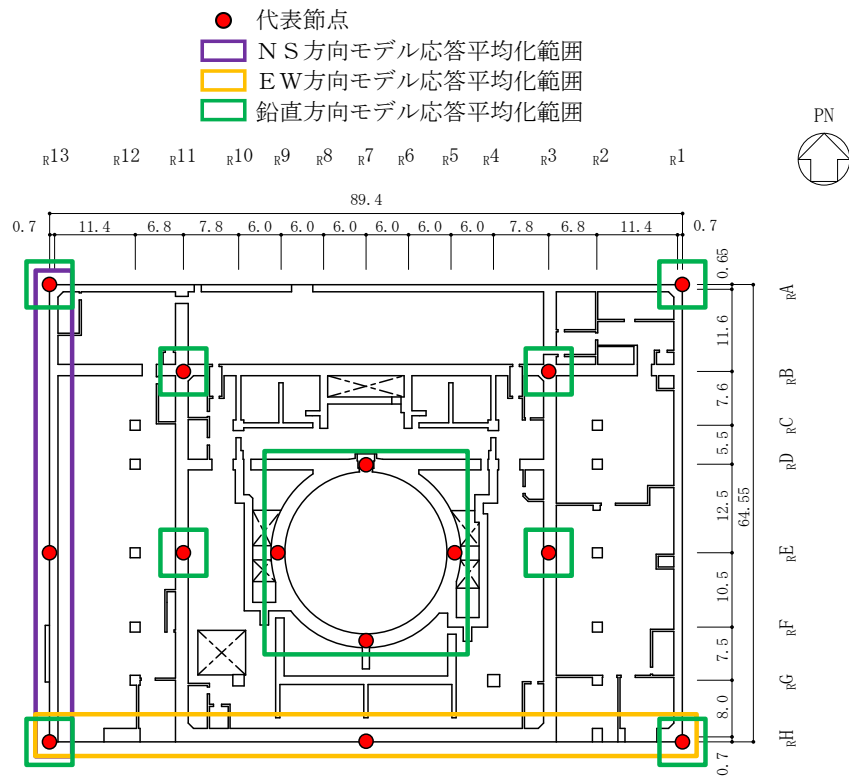 代表節点
ＮＳ方向モデル応答平均化範囲
ＥＷ方向モデル応答平均化範囲
鉛直方向モデル応答平均化範囲
PN
R13 R12 R11 R10 R9 R8 R7 R6 R5 R4 R3 R2 R1
89.4
0.7 11.4 6.8 7.8 6.0 6.0 6.0 6.0 6.0 6.0 7.8 6.8 11.4 0.7
0.65
RA
11.6
RB
7.6
RC
5.5
RD
12.5
64.55
RE
10.5
RF
7.5
RG
8.0
RH
0.7